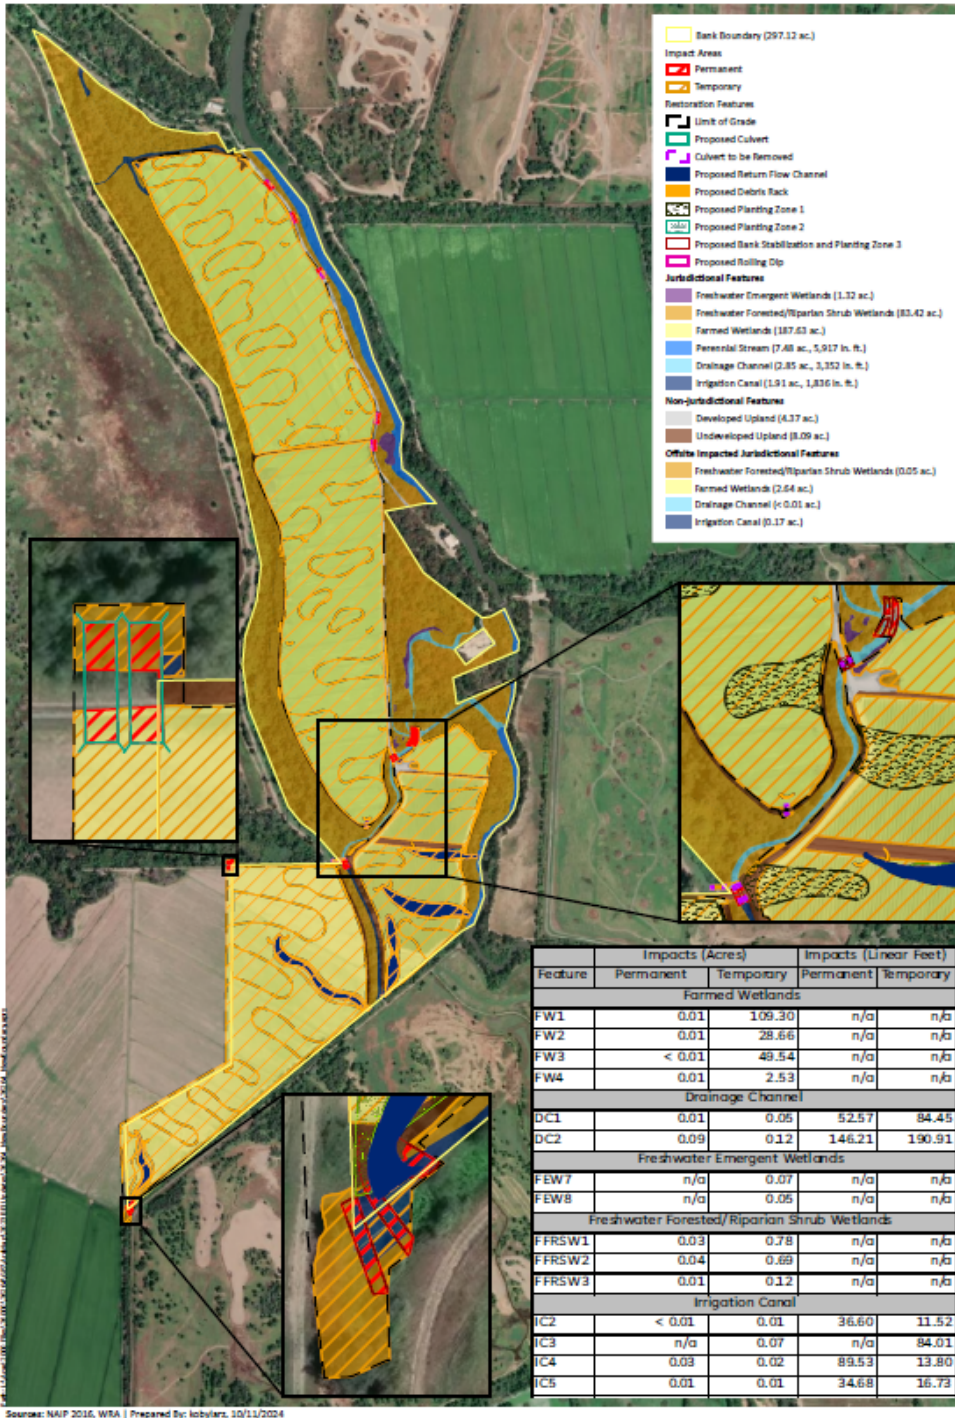 Bank Boundary (297.12 ac.)
Impact Areas
Permanent
Temporary
Restoration Features
Limit of Grade
Proposed Culvert
Culvert to be Removed
Proposed Return Flow Channel
Proposed Debris Rack
Proposed Planting Zone 1
Proposed Planting Zone 2
Proposed Bank Stabilization and Planting Zone 3
Proposed Rolling Dip
Jurisdictional Features
Freshwater Emergent Wetlands (1.32 ac.)
Freshwater Forested/Riparian Shrub Wetlands (83.42 ac.)
Farmed Wetlands (187.63 ac.)
Perennial Stream (7.48 ac., 5,917 ln. ft.)
Drainage Channel (2.85 ac., 3,352 ln. ft.)
Irrigation Canal (1.91 ac., 1,836 ln. ft.)
Non-jurisdictional Features
Developed Upland (4.37 ac.)
Undeveloped Upland (8.09 ac.)
Offsite Impacted Jurisdictional Features
Freshwater Forested/Riparian Shrub Wetlands (0.05 ac.)
Farmed Wetlands (2.64 ac.)
Drainage Channel (< 0.01 ac.)
Irrigation Canal (0.17 ac.)
Impacts (Acres) Impacts (Linear Feet)
Feature Permanent Temporary Permanent Temporary
Farmed Wetlands
FW1 0.01 109.30 n/a n/a
FW2 0.01 28.66 n/a n/a
FW3 < 0.01 49.54 n/a n/a
FW4 0.01 2.53 n/a n/a
Drainage Channel
DC1 0.01 0.05 52.57 84.45
DC2 0.09 0.12 146.21 190.91
Freshwater Emergent Wetlands
FEW7 n/a 0.07 n/a n/a
FEW8 n/a 0.05 n/a n/a
Freshwater Forested/Riparian Shrub Wetlands
FFRSW1 0.03 0.78 n/a n/a
FFRSW2 0.04 0.69 n/a n/a
FFRSW3 0.01 0.12 n/a n/a
Irrigation Canal
IC2 < 0.01 0.01 36.60 11.52
IC3 n/a 0.07 n/a 84.01
IC4 0.03 0.02 89.53 13.80
IC5 0.01 0.01 34.68 16.73
Sources: NAIP 2016, WRA | Prepared By: kobylarz, 10/11/2024